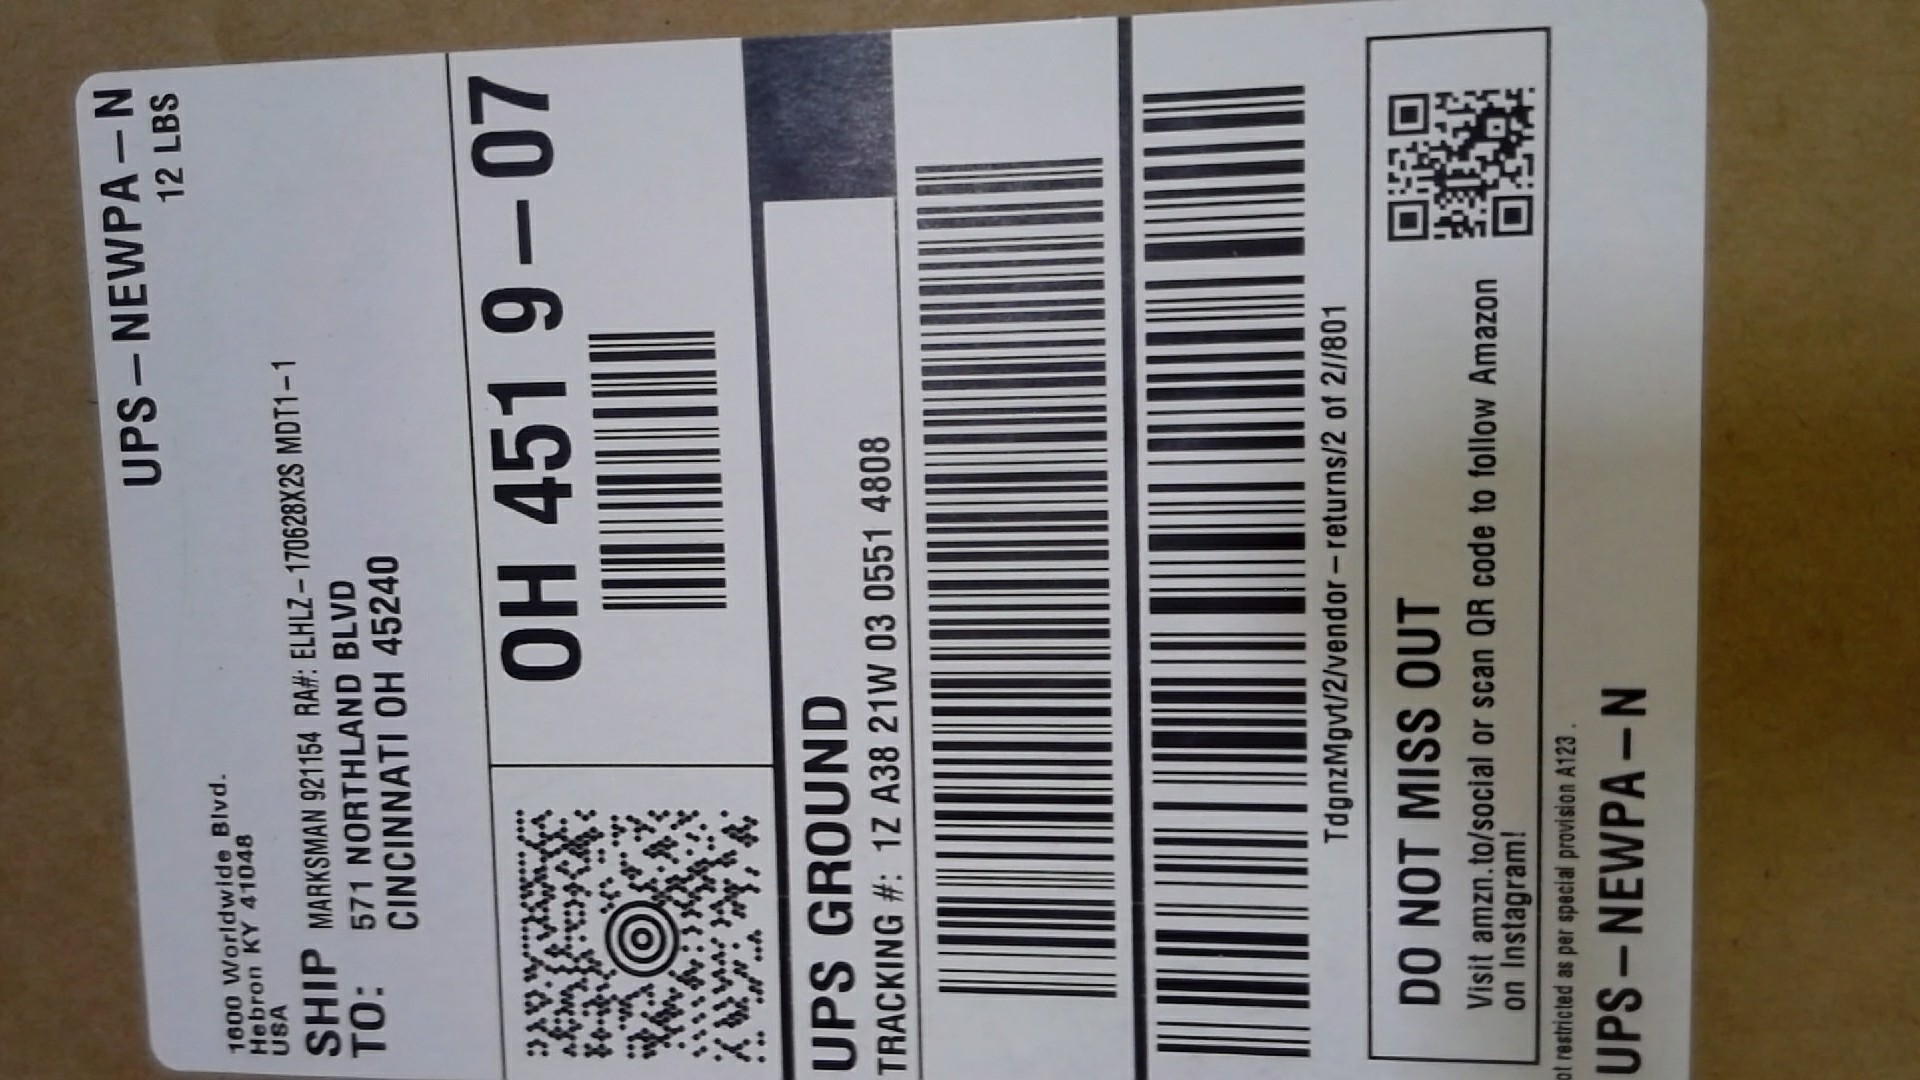 UPS-NEWPA-N
12 LBS
1600 Worldwide Blvd.
Hebron KY 41048
USA
SHIP TO: MARKSMAN 921154 RA#: ELHLZ-170628X2S MDT1-1
571 NORTHLAND BLVD
CINCINNATI OH 45240
OH 451 9-07
UPS GROUND
TRACKING #: 1Z A38 21W 03 0551 4808
TdgnzMgvt/2/vendor-returns/2 of 2//801
DO NOT MISS OUT
Visit amzn.to/social or scan QR code to follow Amazon
on Instagram!
restricted as per special provision A123.
UPS-NEWPA-N